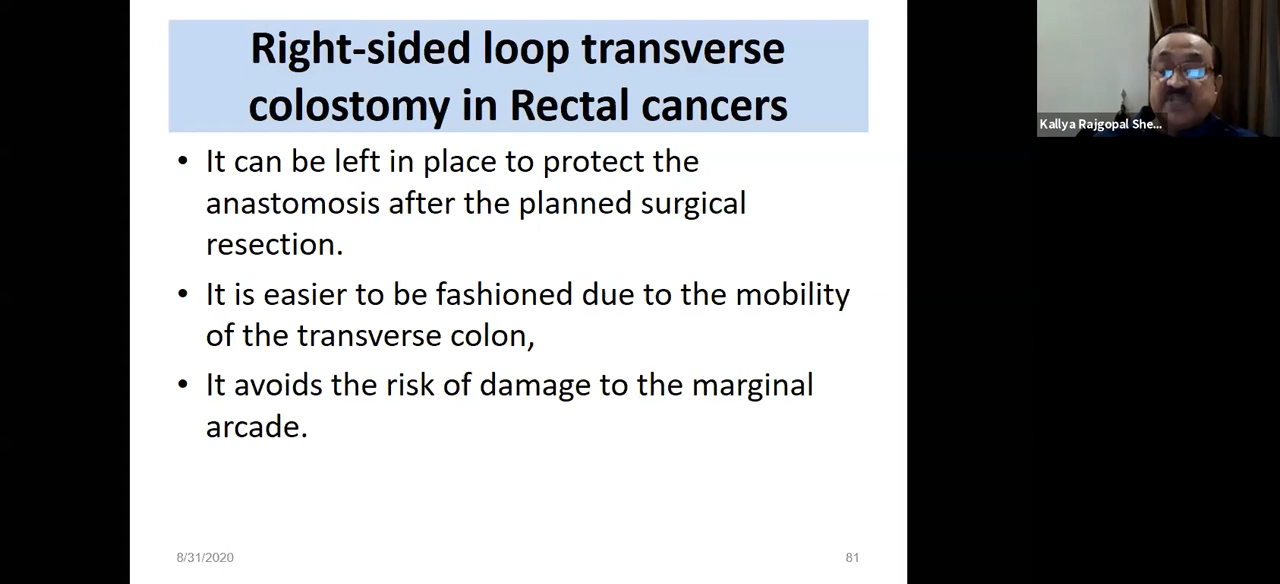 Right-sided loop transverse
colostomy in Rectal cancers
• It can be left in place to protect the
anastomosis after the planned surgical
resection.
• It is easier to be fashioned due to the mobility
of the transverse colon,
• It avoids the risk of damage to the marginal
arcade.
8/31/2020
81
Kallya Rajgopal She...